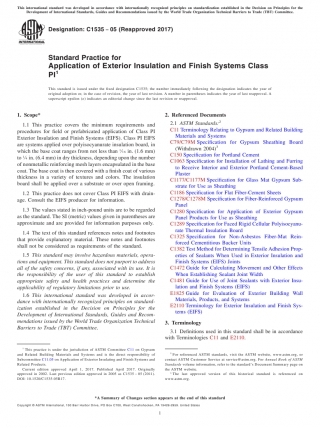 This international standard was developed in accordance with internationally recognized principles on standardization established in the Decision on Principles for the
Development of International Standards, Guides and Recommendations issued by the World Trade Organization Technical Barriers to Trade (TBT) Committee.
Designation: C1535 - 05 (Reapproved 2017)
INTERNATIONAL
Standard Practice for
Application of Exterior Insulation and Finish Systems Class
PI1
This standard is issued under the fixed designation C1535; the number immediately following the designation indicates the year of
original adoption or, in the case of revision, the year of last revision. A number in parentheses indicates the year of last reapproval. A
superscript epsilon (ε) indicates an editorial change since the last revision or reapproval.
1. Scope*
1.1 This practice covers the minimum requirements and
procedures for field or prefabricated application of Class PI
Exterior Insulation and Finish Systems (EIFS). Class PI EIFS
are systems applied over polyisocyanurate insulation board, in
which the base coat ranges from not less than 1⁄16 in. (1.6 mm)
to 1⁄4 in. (6.4 mm) in dry thickness, depending upon the number
of nonmetallic reinforcing mesh layers encapsulated in the base
coat. The base coat is then covered with a finish coat of various
thickness in a variety of textures and colors. The insulation
board shall be applied over a substrate or over open framing.
1.2 This practice does not cover Class PI EIFS with drain-
age. Consult the EIFS producer for information.
1.3 The values stated in inch-pound units are to be regarded
as the standard. The SI (metric) values given in parentheses are
approximate and are provided for information purposes only.
1.4 The text of this standard references notes and footnotes
that provide explanatory material. These notes and footnotes
shall not be considered as requirements of the standard.
1.5 This standard may involve hazardous materials, opera-
tions and equipment. This standard does not purport to address
all of the safety concerns, if any, associated with its use. It is
the responsibility of the user of this standard to establish
appropriate safety and health practices and determine the
applicability of regulatory limitations prior to use.
1.6 This international standard was developed in accor-
dance with internationally recognized principles on standard-
ization established in the Decision on Principles for the
Development of International Standards, Guides and Recom-
mendations issued by the World Trade Organization Technical
Barriers to Trade (TBT) Committee.
1 This practice is under the jurisdiction of ASTM Committee C11 on Gypsum
and Related Building Materials and Systems and is the direct responsibility of
Subcommittee C11.05 on Application of Exterior Insulating and Finish Systems and
Related Products.
Current edition approved April 1, 2017. Published April 2017. Originally
approved in 2002. Last previous edition approved in 2005 as C1535 – 05 (2011).
DOI: 10.1520/C1535-05R17.
2. Referenced Documents
2.1 ASTM Standards:2
C11 Terminology Relating to Gypsum and Related Building
Materials and Systems
C79/C79M Specification for Gypsum Sheathing Board
(Withdrawn 2004)3
C150 Specification for Portland Cement
C1063 Specification for Installation of Lathing and Furring
to Receive Interior and Exterior Portland Cement-Based
Plaster
C1177/C1177M Specification for Glass Mat Gypsum Sub-
strate for Use as Sheathing
C1186 Specification for Flat Fiber-Cement Sheets
C1278/C1278M Specification for Fiber-Reinforced Gypsum
Panel
C1280 Specification for Application of Exterior Gypsum
Panel Products for Use as Sheathing
C1289 Specification for Faced Rigid Cellular Polyisocyanu-
rate Thermal Insulation Board
C1325 Specification for Non-Asbestos Fiber-Mat Rein-
forced Cementitious Backer Units
C1382 Test Method for Determining Tensile Adhesion Prop-
erties of Sealants When Used in Exterior Insulation and
Finish Systems (EIFS) Joints
C1472 Guide for Calculating Movement and Other Effects
When Establishing Sealant Joint Width
C1481 Guide for Use of Joint Sealants with Exterior Insu-
lation and Finish Systems (EIFS)
E2128 Guide for Evaluation of Exterior Building Wall
Materials, Products, and Systems
E2110 Terminology for Exterior Insulation and Finish Sys-
tems (EIFS)
3. Terminology
3.1 Definitions used in this standard shall be in accordance
with Terminologies C11 and E2110.
2 For referenced ASTM standards, visit the ASTM website, www.astm.org, or
contact ASTM Customer Service at service@astm.org. For Annual Book of ASTM
Standards volume information, refer to the standard's Document Summary page on
the ASTM website.
3 The last approved version of this historical standard is referenced on
www.astm.org.
*A Summary of Changes section appears at the end of this standard
Copyright © ASTM International, 100 Barr Harbor Drive, PO Box C700, West Conshohocken, PA 19428-2959. United States
1